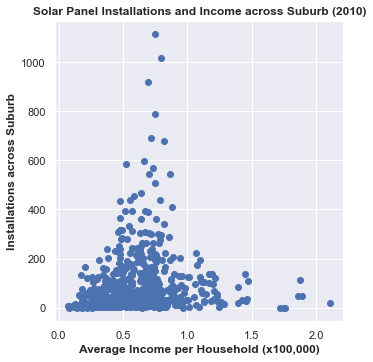 Solar Panel Installations and Income across Suburb (2010)
1000
800
600
400
200
0
Installations across Suburb
0.0 0.5 1.0 1.5 2.0
Average Income per Household (x100,000)